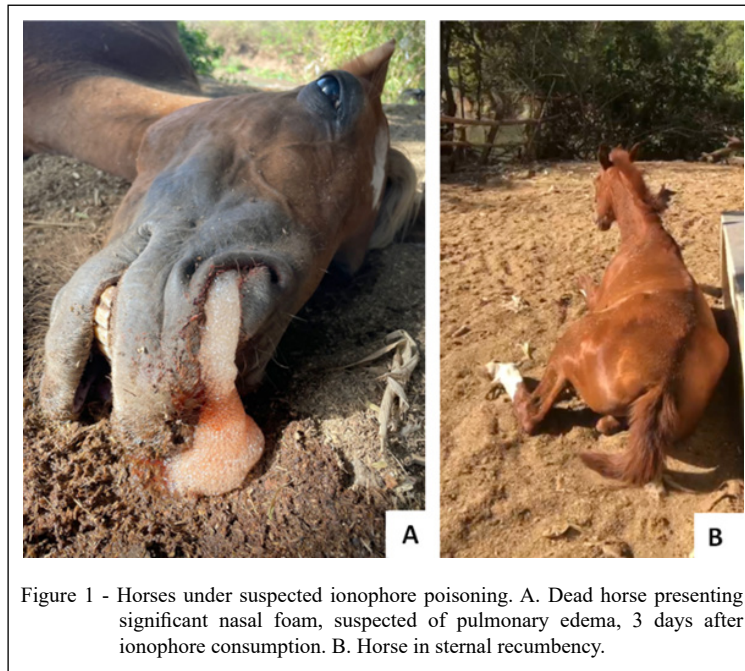 A
B
Figure 1 - Horses under suspected ionophore poisoning. A. Dead horse presenting
significant nasal foam, suspected of pulmonary edema, 3 days after
ionophore consumption. B. Horse in sternal recumbency.